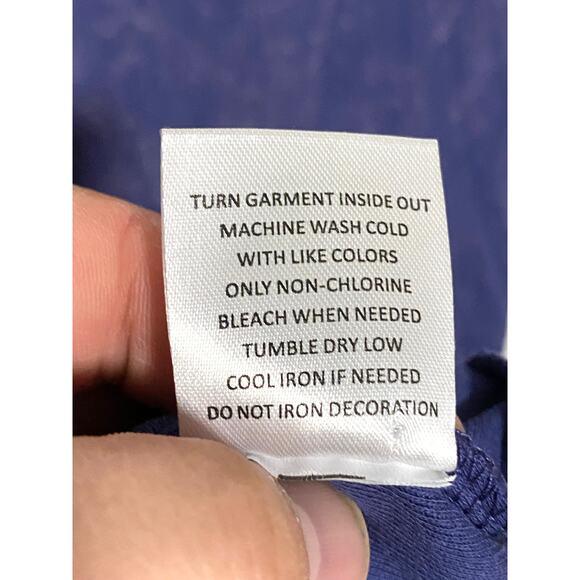 TURN GARMENT INSIDE OUT
MACHINE WASH COLD
WITH LIKE COLORS
ONLY NON-CHLORINE
BLEACH WHEN NEEDED
TUMBLE DRY LOW
COOL IRON IF NEEDED
DO NOT IRON DECORATION